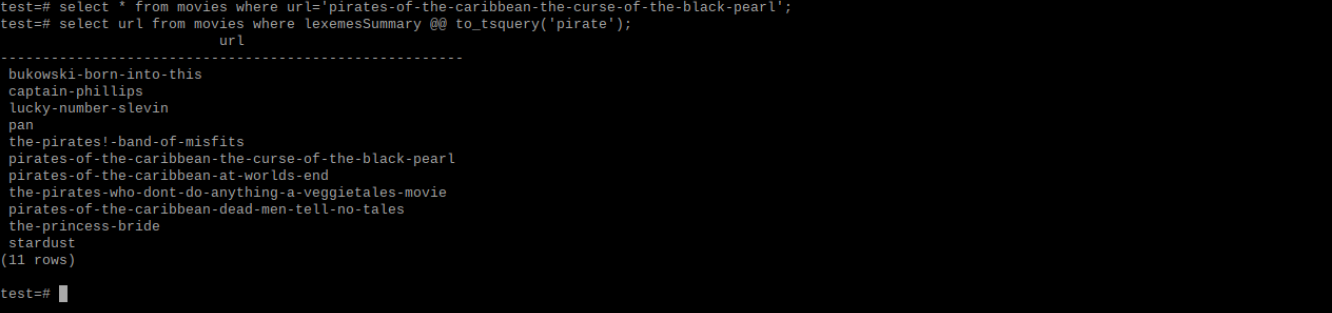 test=# select * from movies where url='pirates-of-the-caribbean-the-curse-of-the-black-pearl';
test=# select url from movies where lexemesSummary @@ to_tsquery('pirate');
url
-------------------------------------------------------
bukowski-born-into-this
captain-phillips
lucky-number-slevin
pan
the-pirates!-band-of-misfits
pirates-of-the-caribbean-the-curse-of-the-black-pearl
pirates-of-the-caribbean-at-worlds-end
the-pirates-who-dont-do-anything-a-veggietales-movie
pirates-of-the-caribbean-dead-men-tell-no-tales
the-princess-bride
stardust
(11 rows)
test=#